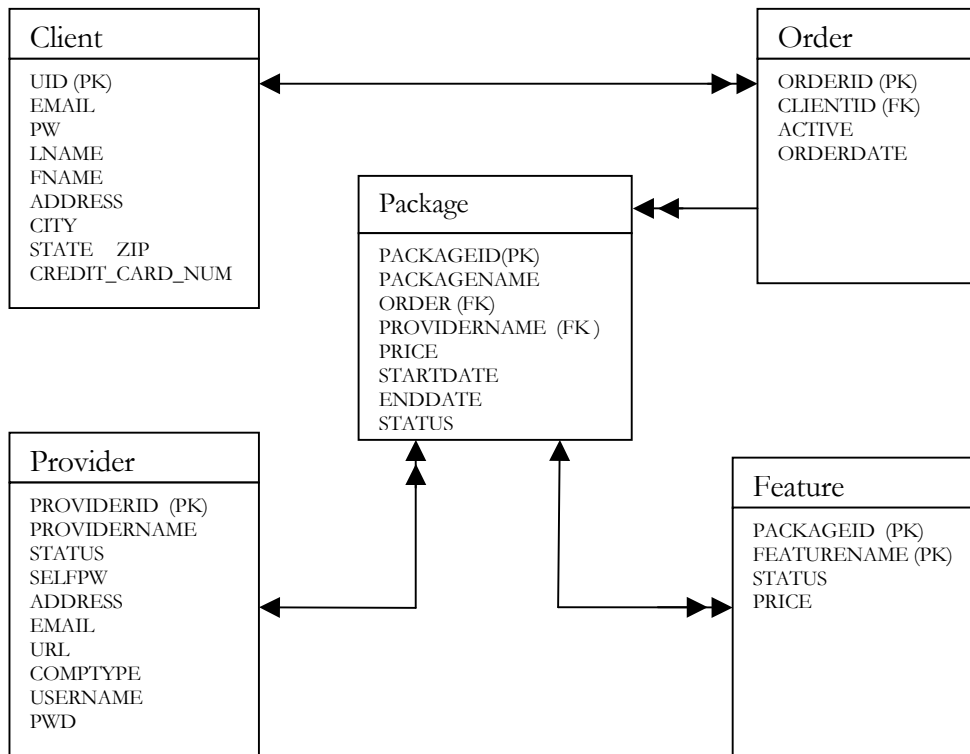 Client
UID (PK)
EMAIL
PW
LNAME
FNAME
ADDRESS
CITY
STATE ZIP
CREDIT_CARD_NUM
Order
ORDERID (PK)
CLIENTID (FK)
ACTIVE
ORDERDATE
Package
PACKAGEID(PK)
PACKAGENAME
ORDER (FK)
PROVIDERNAME (FK )
PRICE
STARTDATE
ENDDATE
STATUS
Provider
PROVIDERID (PK)
PROVIDERNAME
STATUS
SELFPW
ADDRESS
EMAIL
URL
COMPTYPE
USERNAME
PWD
Feature
PACKAGEID (PK)
FEATURENAME (PK)
STATUS
PRICE